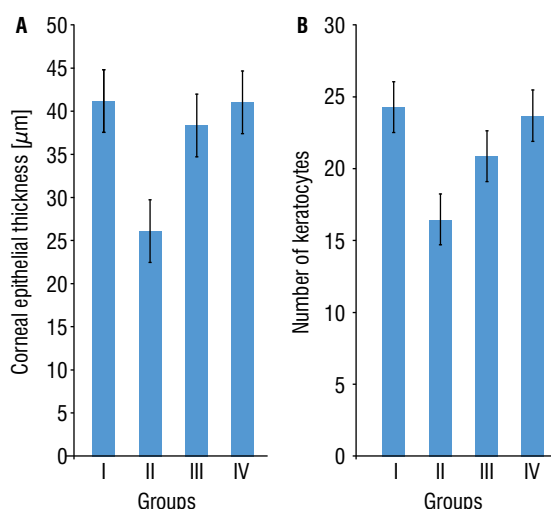 A
Corneal epithelial thickness [µm]
50
45
40
35
30
25
20
15
10
5
0
I II III IV
Groups
B
Number of keratocytes
30
25
20
15
10
5
0
I II III IV
Groups